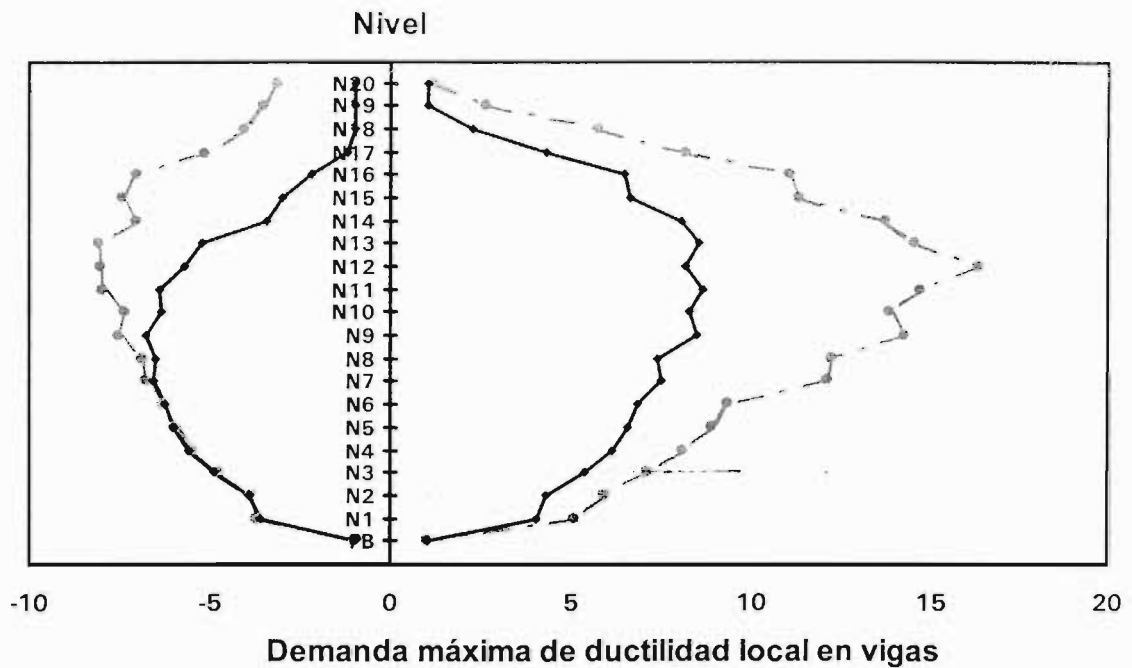 Nivel
N20
N19
N18
N17
N16
N15
N14
N13
N12
N11
N10
N9
N8
N7
N6
N5
N4
N3
N2
N1
PB
-10 -5 0 5 10 15 20
Demanda máxima de ductilidad local en vigas